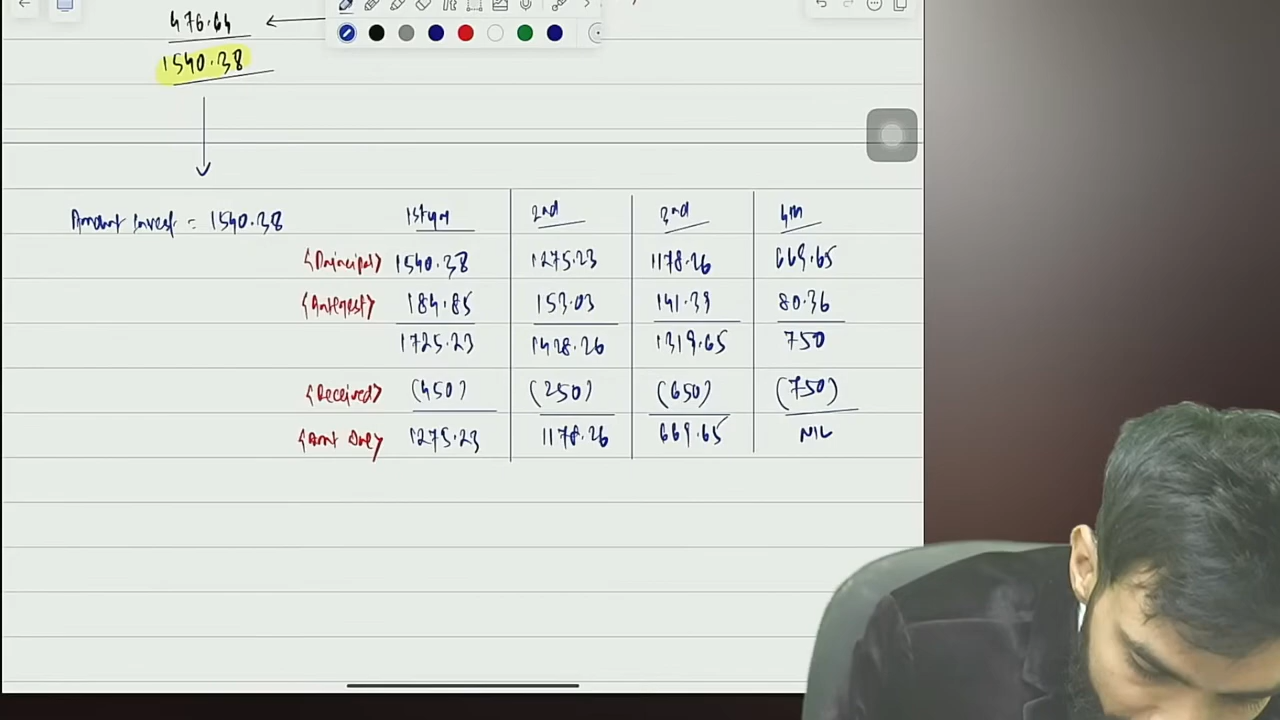 476.64
1540.38
Amount Invest = 1540.38
1st yr 2nd 3rd 4th
{Principal} 1540.38 1275.23 1178.26 669.65
{Interest} 184.85 153.03 141.39 80.36
1725.23 1428.26 1319.65 750
{Received} (450) (250) (650) (750)
{Amt Due} 1275.23 1178.26 669.65 NIL